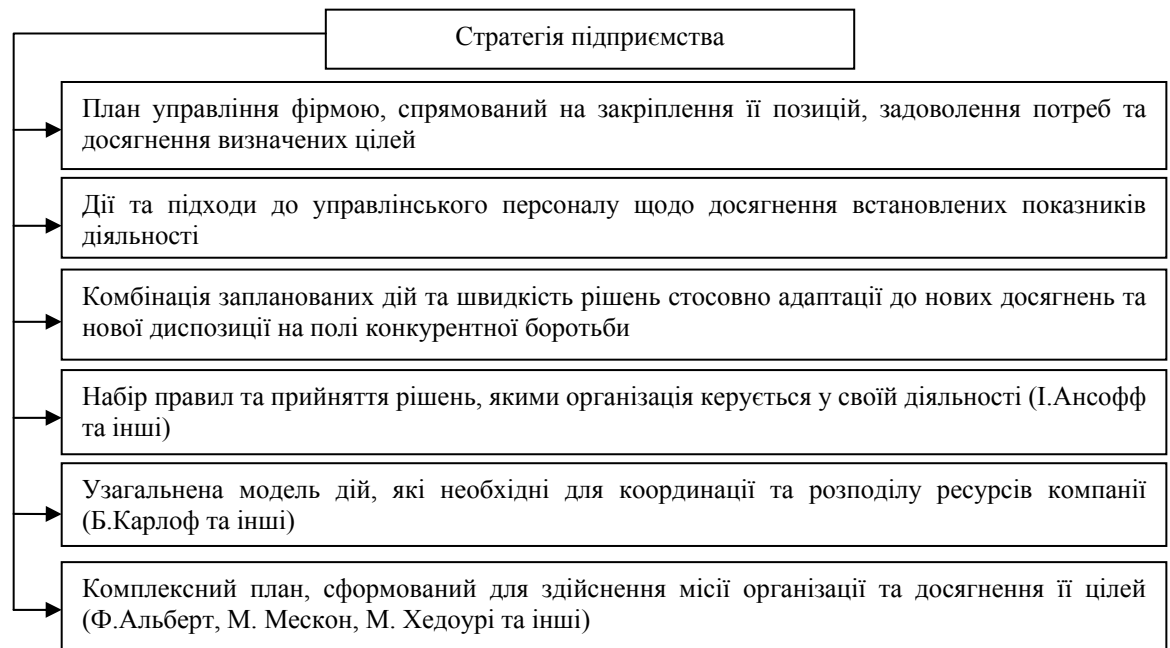 Стратегія підприємства
План управління фірмою, спрямований на закріплення її позицій, задоволення потреб та
досягнення визначених цілей
Дії та підходи до управлінського персоналу щодо досягнення встановлених показників
діяльності
Комбінація запланованих дій та швидкість рішень стосовно адаптації до нових досягнень та
нової диспозиції на полі конкурентної боротьби
Набір правил та прийняття рішень, якими організація керується у своїй діяльності (І.Ансофф
та інші)
Узагальнена модель дій, які необхідні для координації та розподілу ресурсів компанії
(Б.Карлоф та інші)
Комплексний план, сформований для здійснення місії організації та досягнення її цілей
(Ф.Альберт, М. Мескон, М. Хедоурі та інші)